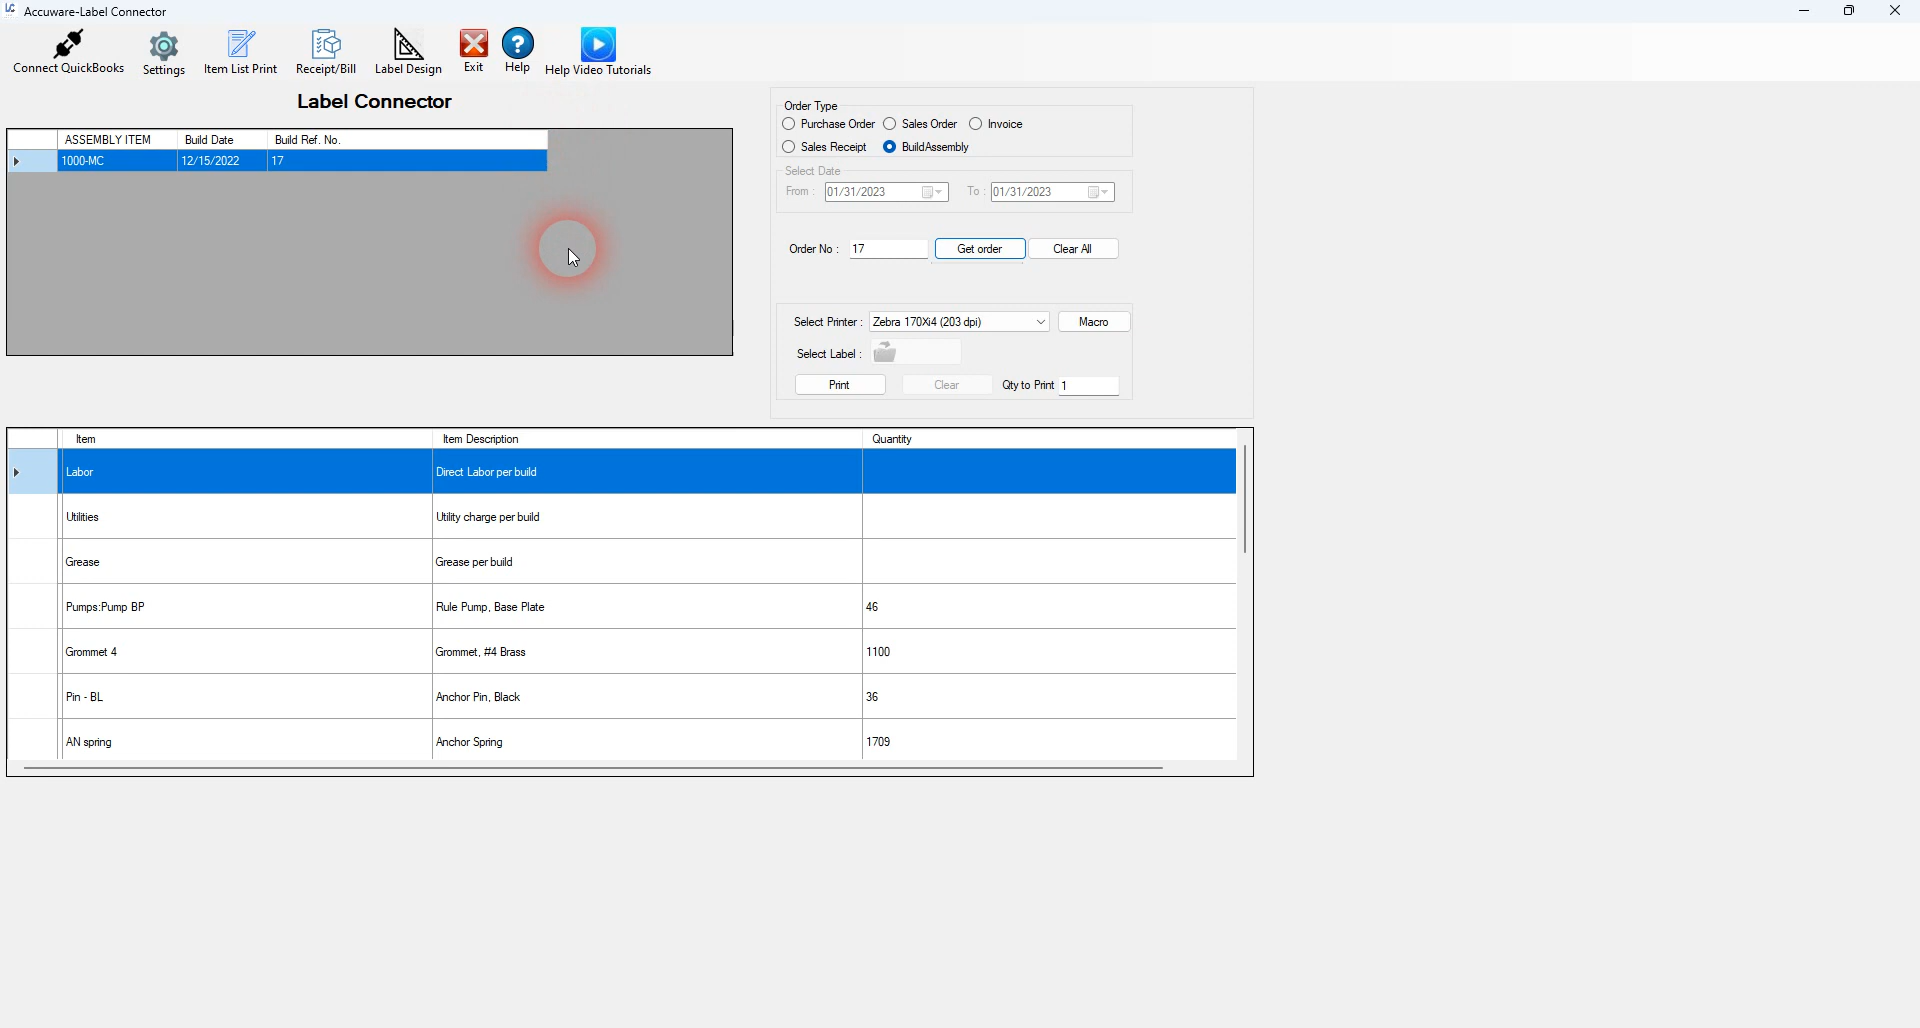 Accuware-Label Connector
Connect QuickBooks
Settings
Item List Print
Receipt/Bill
Label Design
Exit
Help
Help Video Tutorials
Label Connector
ASSEMBLY ITEM Build Date Build Ref. No.
1000-MC 12/15/2022 17
Order Type
Purchase Order Sales Order Invoice
Sales Receipt BuildAssembly
Select Date
From : 01/31/2023 To : 01/31/2023
Order No : 17 Get order Clear All
Select Printer : Zebra 170Xi4 (203 dpi) Macro
Select Label :
Print Clear Qty to Print 1
Item Item Description Quantity
Labor Direct Labor per build
Utilities Utility charge per build
Grease Grease per build
Pumps:Pump BP Rule Pump, Base Plate 46
Grommet 4 Grommet, #4 Brass 1100
Pin - BL Anchor Pin, Black 36
AN spring Anchor Spring 1709